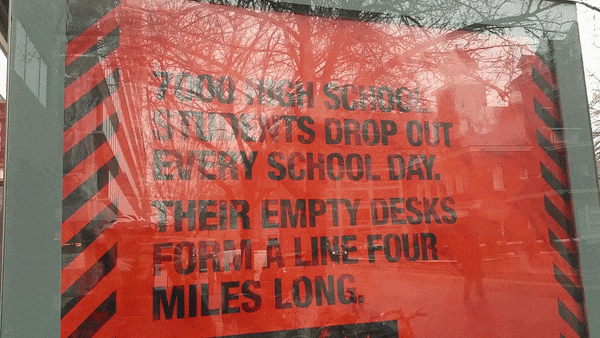 7000 HIGH SCHOOL
STUDENTS DROP OUT
EVERY SCHOOL DAY.
THEIR EMPTY DESKS
FORM A LINE FOUR
MILES LONG.